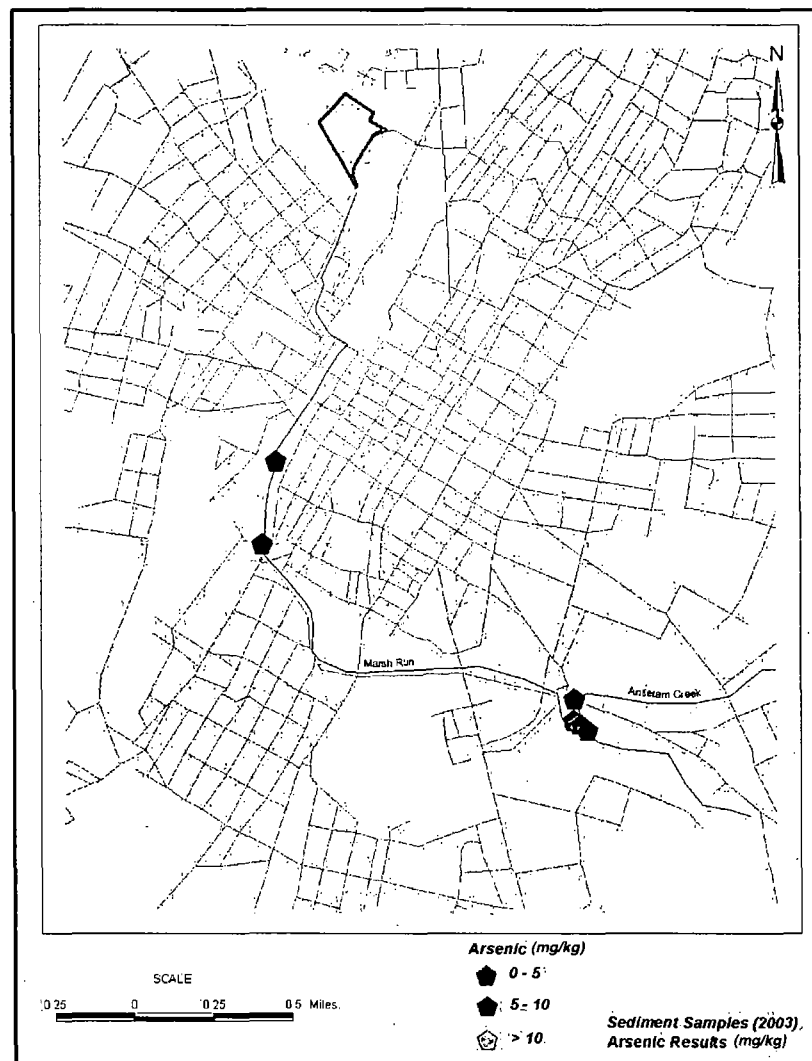 N
Marsh Run
Antietam Creek
Arsenic (mg/kg)
0 - 5
5 - 10
> 10
SCALE
0.25 0 0.25 0.5 Miles.
Sediment Samples (2003),
Arsenic Results (mg/kg)